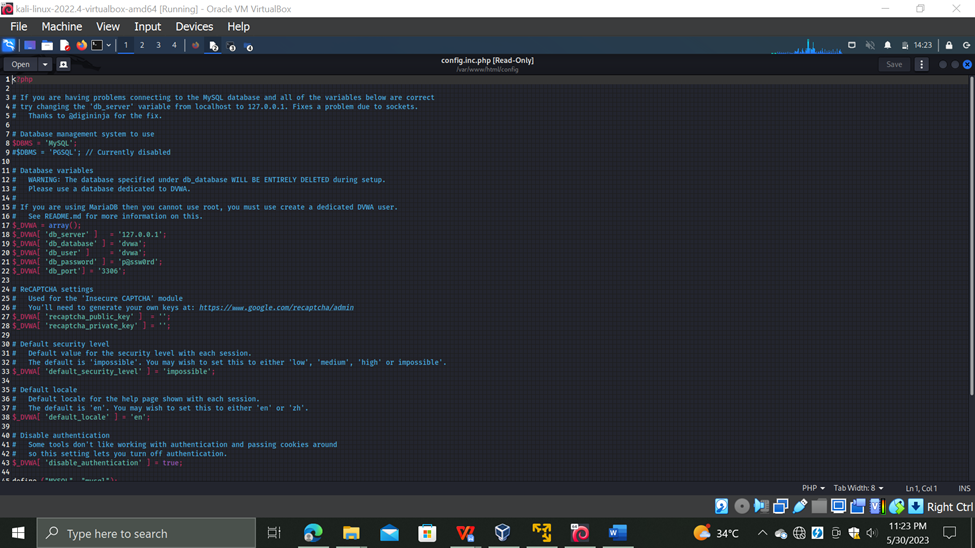 kali-linux-2022.4-virtualbox-amd64 [Running] - Oracle VM VirtualBox
File Machine View Input Devices Help
1 2 3 4 2 3 4 14:23
Open config.inc.php [Read-Only] Save
/var/www/html/config
1 <?php
2
3 # If you are having problems connecting to the MySQL database and all of the variables below are correct
4 # try changing the 'db_server' variable from localhost to 127.0.0.1. Fixes a problem due to sockets.
5 # Thanks to @digininja for the fix.
6
7 # Database management system to use
8 $DBMS = 'MySQL';
9 #$DBMS = 'PGSQL'; // Currently disabled
10
11 # Database variables
12 # WARNING: The database specified under db_database WILL BE ENTIRELY DELETED during setup.
13 # Please use a database dedicated to DVWA.
14 #
15 # If you are using MariaDB then you cannot use root, you must use create a dedicated DVWA user.
16 # See README.md for more information on this.
17 $_DVWA = array();
18 $_DVWA[ 'db_server' ] = '127.0.0.1';
19 $_DVWA[ 'db_database' ] = 'dvwa';
20 $_DVWA[ 'db_user' ] = 'dvwa';
21 $_DVWA[ 'db_password' ] = 'p@ssw0rd';
22 $_DVWA[ 'db_port'] = '3306';
23
24 # ReCAPTCHA settings
25 # Used for the 'Insecure CAPTCHA' module
26 # You'll need to generate your own keys at: https://www.google.com/recaptcha/admin
27 $_DVWA[ 'recaptcha_public_key' ] = '';
28 $_DVWA[ 'recaptcha_private_key' ] = '';
29
30 # Default security level
31 # Default value for the security level with each session.
32 # The default is 'impossible'. You may wish to set this to either 'low', 'medium', 'high' or impossible'.
33 $_DVWA[ 'default_security_level' ] = 'impossible';
34
35 # Default locale
36 # Default locale for the help page shown with each session.
37 # The default is 'en'. You may wish to set this to either 'en' or 'zh'.
38 $_DVWA[ 'default_locale' ] = 'en';
39
40 # Disable authentication
41 # Some tools don't like working with authentication and passing cookies around
42 # so this setting lets you turn off authentication.
43 $_DVWA[ 'disable_authentication' ] = true;
44
45 define ("MYSQL", "mysql");
PHP Tab Width: 8 Ln 1, Col 1 INS
Right Ctrl
Type here to search 34°C 11:23 PM
5/30/2023